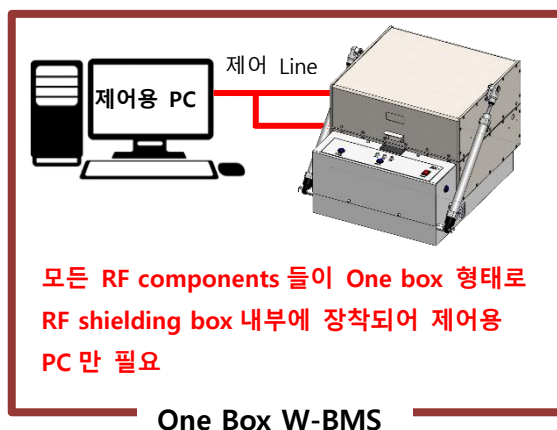 제어 Line
제어용 PC
모든 RF components 들이 One box 형태로
RF shielding box 내부에 장착되어 제어용
PC 만 필요
One Box W-BMS